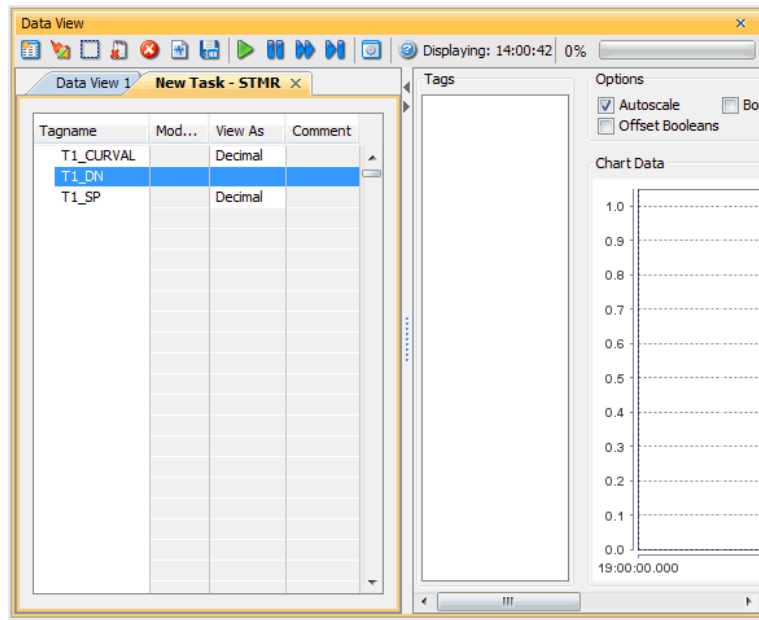 Data View
Displaying: 14:00:42 0%
Data View 1 New Task - STMR
Tagname Mod... View As Comment
T1_CURVAL Decimal
T1_DN
T1_SP Decimal
Tags
Options
Autoscale Bo
Offset Booleans
Chart Data
1.0
0.9
0.8
0.7
0.6
0.5
0.4
0.3
0.2
0.1
0.0
19:00:00.000